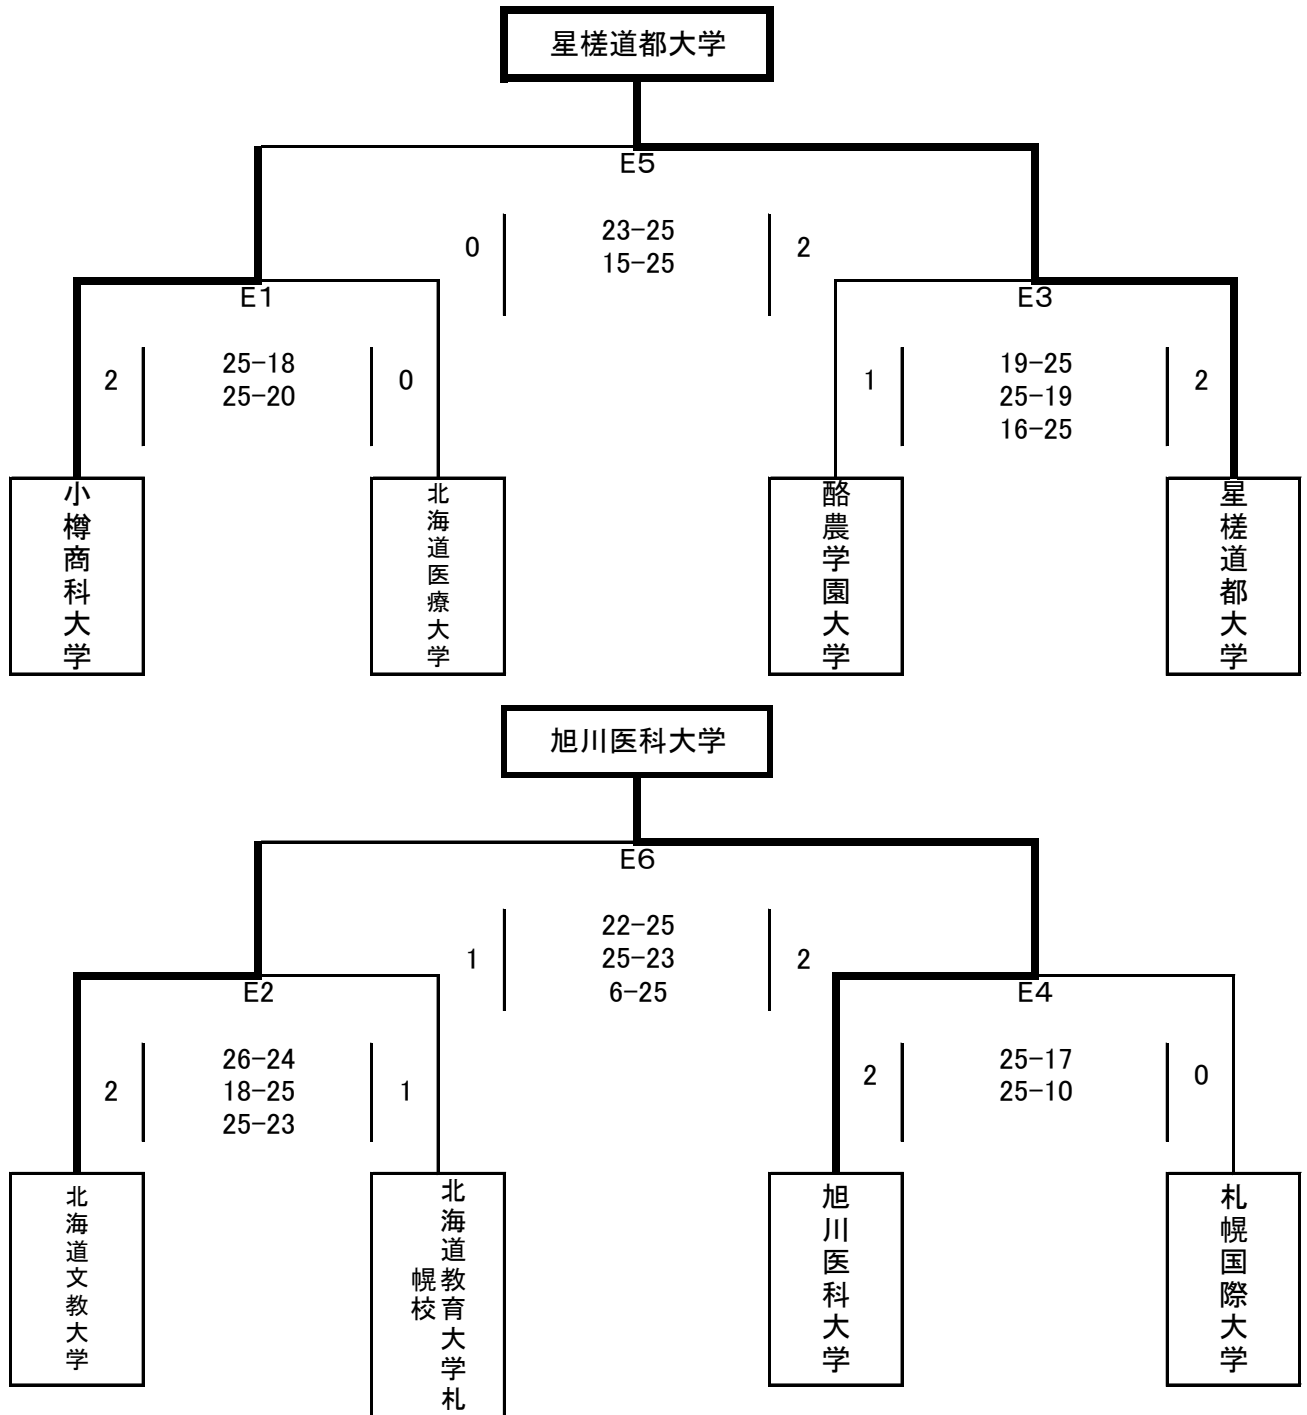 星槎道都大学
E5
0
23-25
15-25
2
E1
2
25-18
25-20
0
E3
1
19-25
25-19
16-25
2
小樽商科大学
北海道医療大学
酪農学園大学
星槎道都大学
旭川医科大学
E6
1
22-25
25-23
6-25
2
E2
2
26-24
18-25
25-23
1
E4
2
25-17
25-10
0
北海道文教大学
北海道教育大学札
幌校
旭川医科大学
札幌国際大学